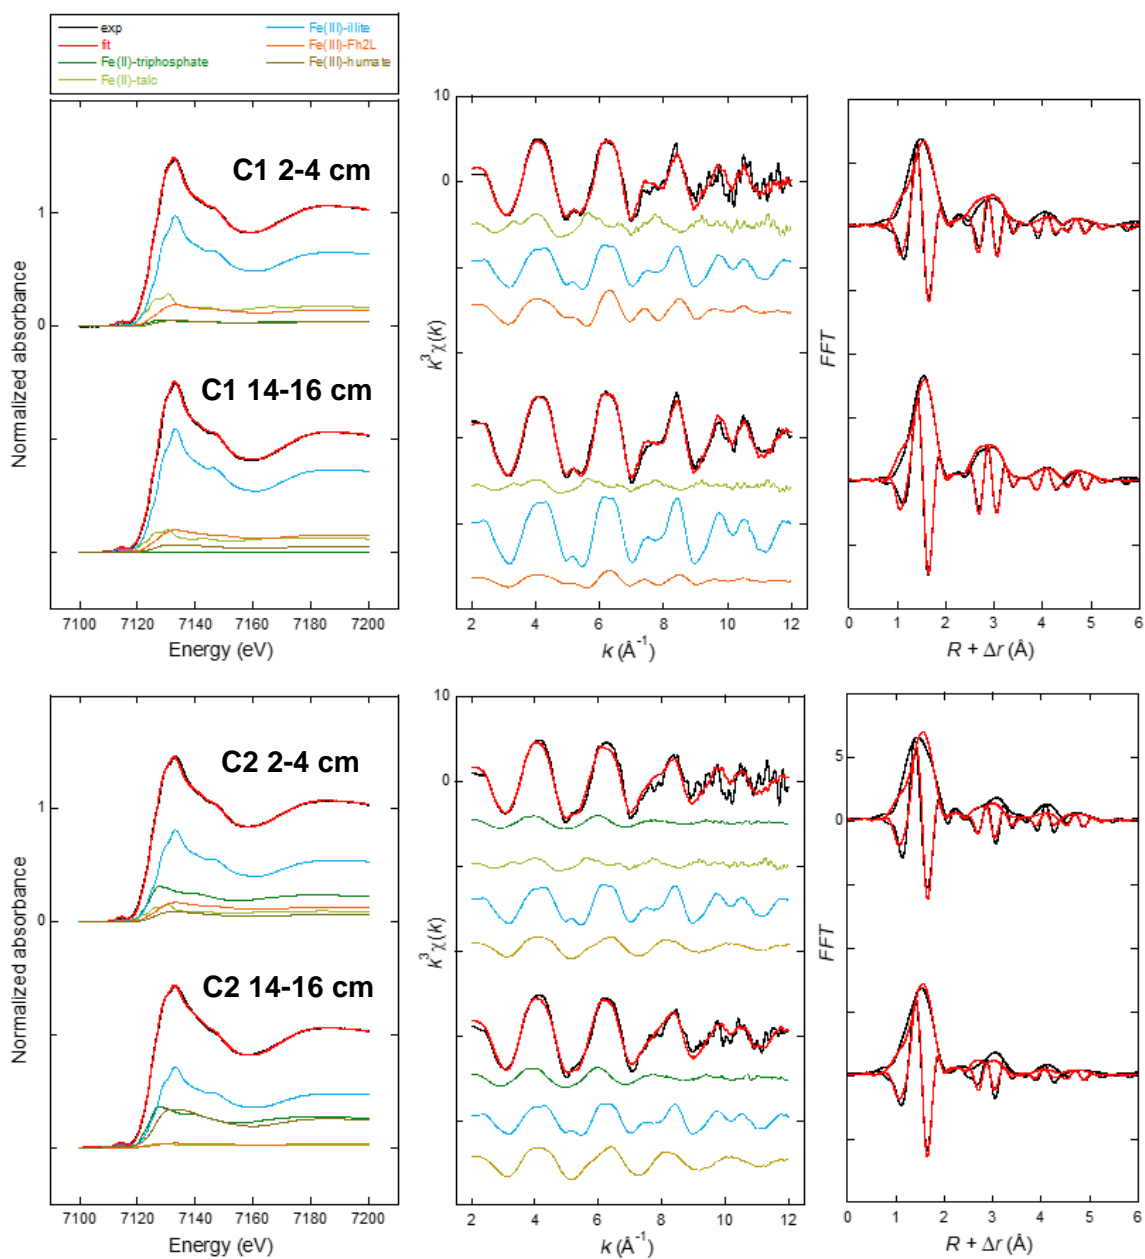 exp
fit
Fe(II)-triphosphate
Fe(II)-talc
Fe(III)-illite
Fe(III)-Fh2L
Fe(III)-humate
C1 2-4 cm
C1 14-16 cm
1
0
Normalized absorbance
7100 7120 7140 7160 7180 7200
Energy (eV)
10
0
k³χ(k)
2 4 6 8 10 12
k (Å⁻¹)
FFT
0 1 2 3 4 5 6
R + Δr (Å)
C2 2-4 cm
C2 14-16 cm
1
0
Normalized absorbance
7100 7120 7140 7160 7180 7200
Energy (eV)
10
0
k³χ(k)
2 4 6 8 10 12
k (Å⁻¹)
5
0
FFT
0 1 2 3 4 5 6
R + Δr (Å)